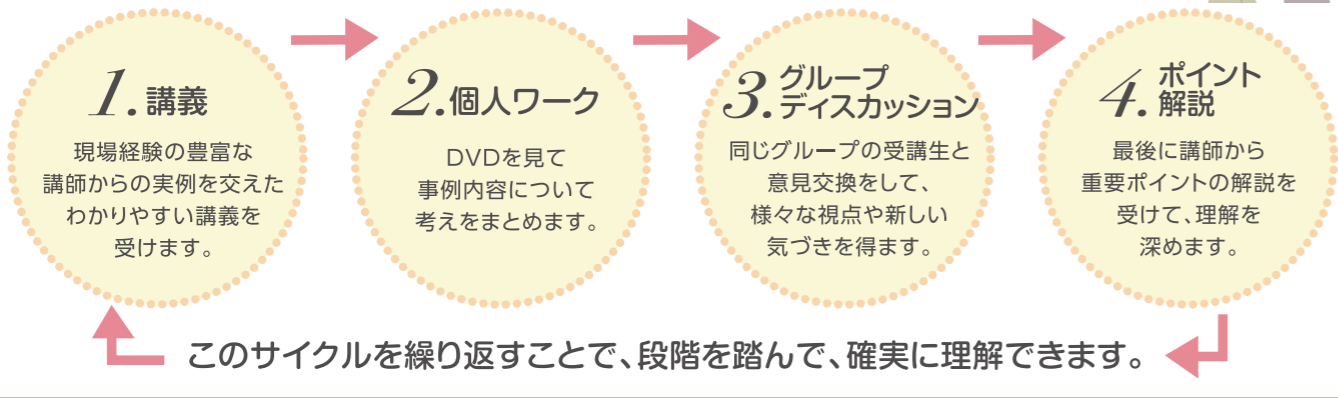 1.講義
現場経験の豊富な
講師からの実例を交えた
わかりやすい講義を
受けます。
2.個人ワーク
DVDを見て
事例内容について
考えをまとめます。
3.グループ
ディスカッション
同じグループの受講生と
意見交換をして、
様々な視点や新しい
気づきを得ます。
4.ポイント
解説
最後に講師から
重要ポイントの解説を
受けて、理解を
深めます。
このサイクルを繰り返すことで、段階を踏んで、確実に理解できます。